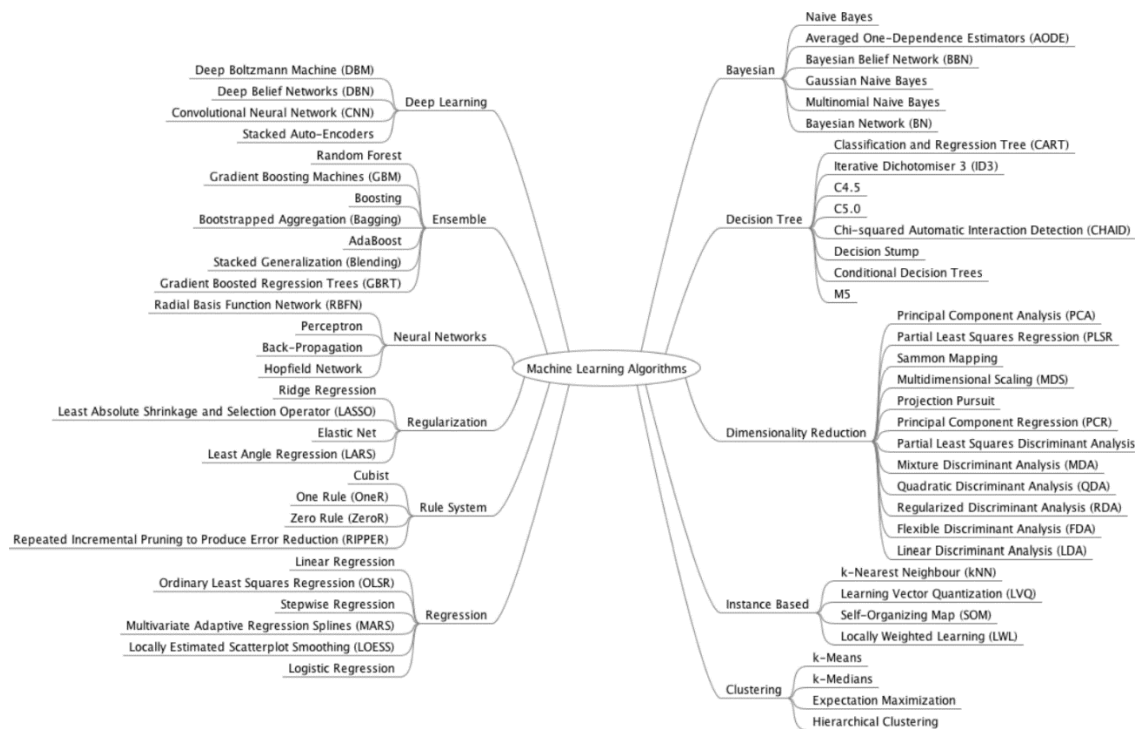 Machine Learning Algorithms
Deep Learning
Deep Boltzmann Machine (DBM)
Deep Belief Networks (DBN)
Convolutional Neural Network (CNN)
Stacked Auto-Encoders
Ensemble
Random Forest
Gradient Boosting Machines (GBM)
Boosting
Bootstrapped Aggregation (Bagging)
AdaBoost
Stacked Generalization (Blending)
Gradient Boosted Regression Trees (GBRT)
Neural Networks
Radial Basis Function Network (RBFN)
Perceptron
Back-Propagation
Hopfield Network
Regularization
Ridge Regression
Least Absolute Shrinkage and Selection Operator (LASSO)
Elastic Net
Least Angle Regression (LARS)
Rule System
Cubist
One Rule (OneR)
Zero Rule (ZeroR)
Repeated Incremental Pruning to Produce Error Reduction (RIPPER)
Regression
Linear Regression
Ordinary Least Squares Regression (OLSR)
Stepwise Regression
Multivariate Adaptive Regression Splines (MARS)
Locally Estimated Scatterplot Smoothing (LOESS)
Logistic Regression
Bayesian
Naive Bayes
Averaged One-Dependence Estimators (AODE)
Bayesian Belief Network (BBN)
Gaussian Naive Bayes
Multinomial Naive Bayes
Bayesian Network (BN)
Decision Tree
Classification and Regression Tree (CART)
Iterative Dichotomiser 3 (ID3)
C4.5
C5.0
Chi-squared Automatic Interaction Detection (CHAID)
Decision Stump
Conditional Decision Trees
M5
Dimensionality Reduction
Principal Component Analysis (PCA)
Partial Least Squares Regression (PLSR
Sammon Mapping
Multidimensional Scaling (MDS)
Projection Pursuit
Principal Component Regression (PCR)
Partial Least Squares Discriminant Analysis
Mixture Discriminant Analysis (MDA)
Quadratic Discriminant Analysis (QDA)
Regularized Discriminant Analysis (RDA)
Flexible Discriminant Analysis (FDA)
Linear Discriminant Analysis (LDA)
Instance Based
k-Nearest Neighbour (kNN)
Learning Vector Quantization (LVQ)
Self-Organizing Map (SOM)
Locally Weighted Learning (LWL)
Clustering
k-Means
k-Medians
Expectation Maximization
Hierarchical Clustering